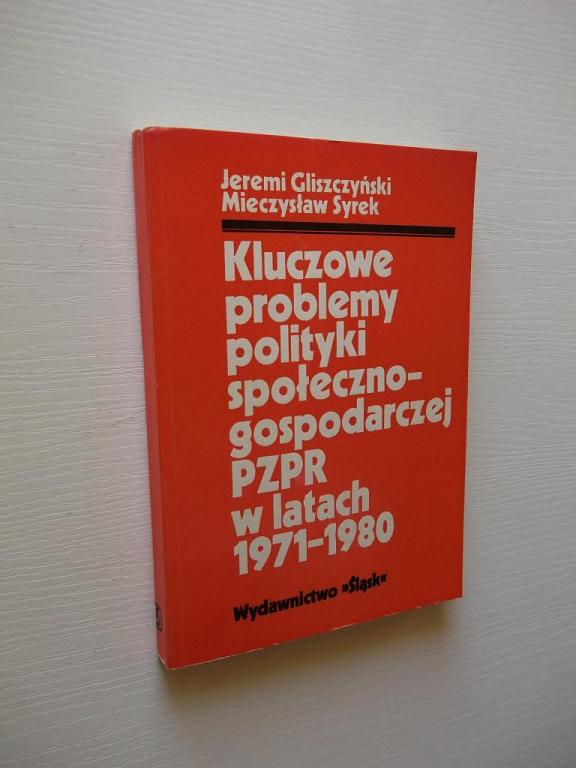 Jeremi Gliszczyński
Mieczysław Syrek
Kluczowe
problemy
polityki
społeczno-
gospodarczej
PZPR
w latach
1971–1980
Wydawnictwo »Śląsk«